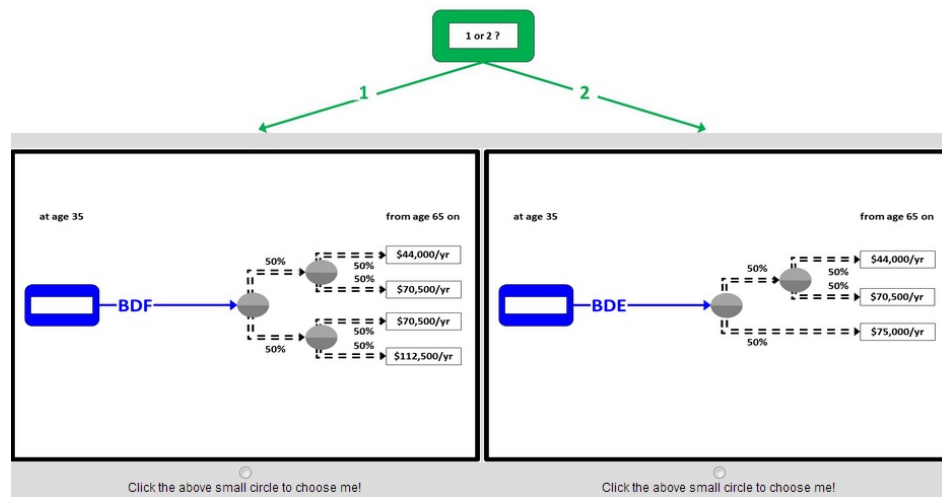 1 or 2 ?
1
2
at age 35
from age 65 on
50%
50%
$44,000/yr
50%
$70,500/yr
BDF
50%
$70,500/yr
50%
50%
$112,500/yr
at age 35
from age 65 on
50%
50%
$44,000/yr
50%
$70,500/yr
BDE
50%
$75,000/yr
Click the above small circle to choose me!
Click the above small circle to choose me!